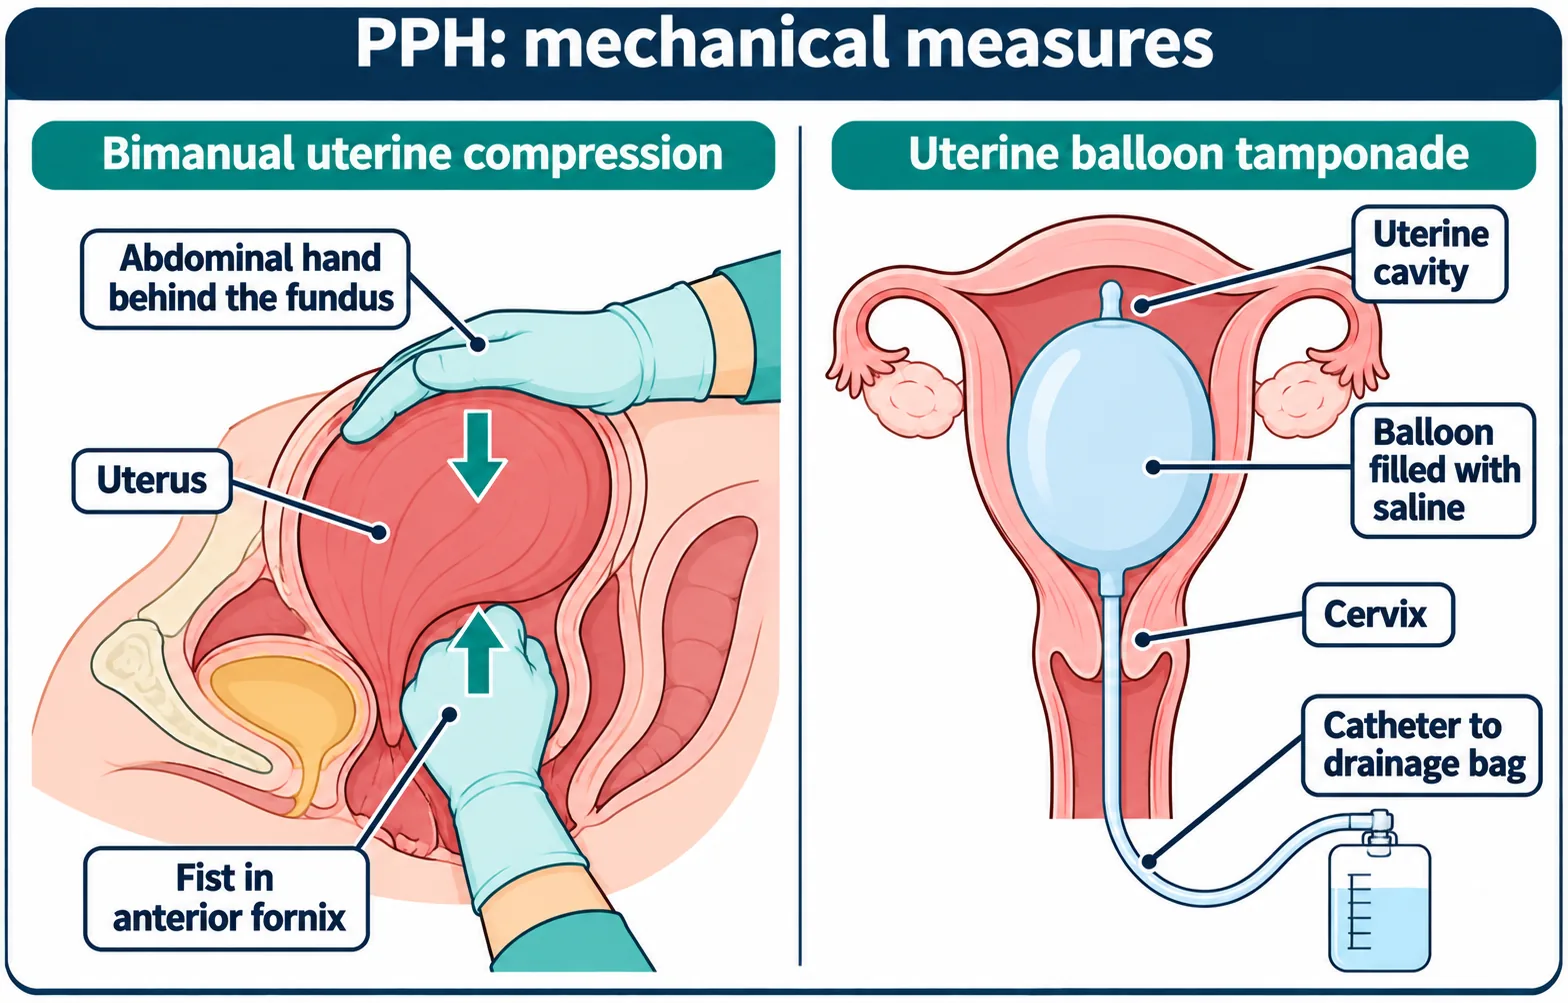 PPH: mechanical measures
Bimanual uterine compression
Abdominal hand
behind the fundus
Uterus
Fist in
anterior fornix
Uterine balloon tamponade
Uterine
cavity
Balloon
filled with
saline
Cervix
Catheter to
drainage bag